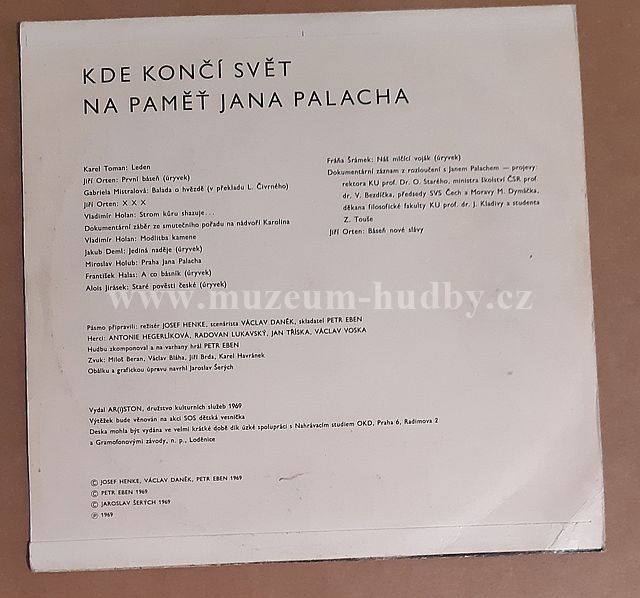 KDE KONČÍ SVĚT
NA PAMĚŤ JANA PALACHA
Karel Toman: Leden
Jiří Orten: První báseň (úryvek)
Gabriela Mistralová: Balada o hvězdě (v překladu L. Čivrného)
Jiří Orten: X X X
Vladimír Holan: Strom kůru shazuje...
Dokumentární záběr ze smutečního pořadu na nádvoří Karolina
Vladimír Holan: Modlitba kamene
Jakub Deml: Jediná naděje (úryvek)
Miroslav Holub: Praha Jana Palacha
František Halas: A co básník (úryvek)
Alois Jirásek: Staré pověsti české (úryvek)
Fráňa Šrámek: Náš mlčící voják (úryvek)
Dokumentární záznam z rozloučení s Janem Palachem — projevy:
rektora KU prof. Dr. O. Starého, ministra školství ČSR prof.
dr. V. Bezdíčka, předsedy SVS Čech a Moravy M. Dymáčka,
děkana filosofické fakulty KU prof. dr. J. Kladivy a studenta
Z. Touše
Jiří Orten: Báseň nové slávy
www.muzeum-hudby.cz
Pásmo připravili: režisér JOSEF HENKE, scenárista VÁCLAV DANĚK, skladatel PETR EBEN
Herci: ANTONIE HEGERLÍKOVÁ, RADOVAN LUKAVSKÝ, JAN TŘÍSKA, VÁCLAV VOSKA
Hudbu zkomponoval a na varhany hrál PETR EBEN
Zvuk: Miloš Beran, Václav Bláha, Jiří Brda, Karel Havránek
Obálku a grafickou úpravu navrhl Jaroslav Šerých
Vydal AR(i)STON, družstvo kulturních služeb 1969
Výtěžek bude věnován na akci SOS dětská vesnička
Deska mohla být vydána ve velmi krátké době dík úzké spolupráci s Nahrávacím studiem OKD, Praha 6, Radimova 2
a Gramofonovými závody, n. p., Loděnice
© JOSEF HENKE, VÁCLAV DANĚK, PETR EBEN 1969
© PETR EBEN 1969
© JAROSLAV ŠERÝCH 1969
℗ 1969